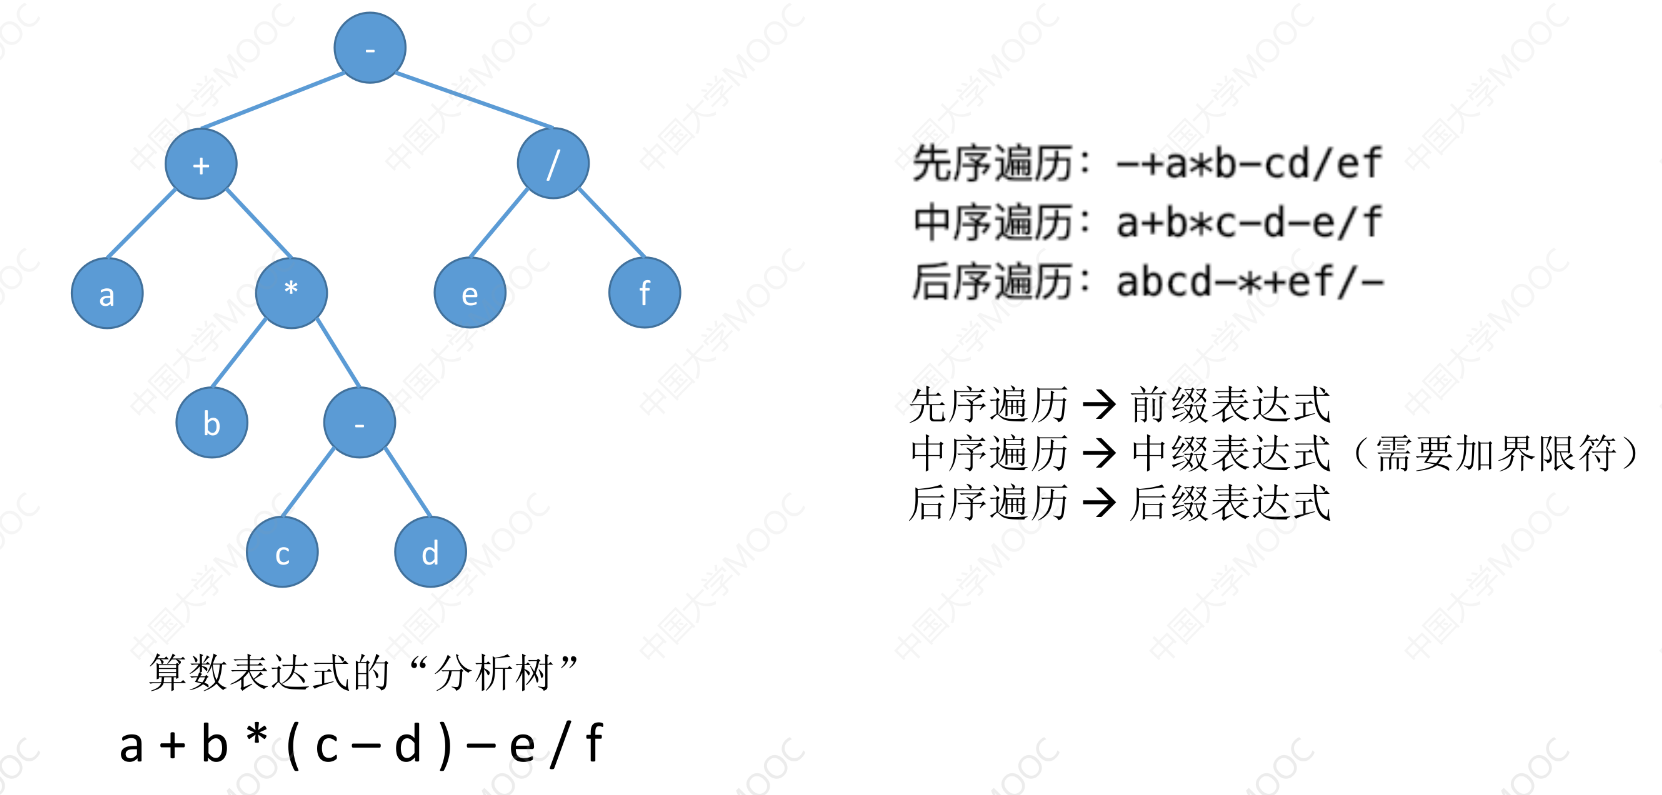 -
+
/
a
*
e
f
b
-
c
d
算数表达式的“分析树”
a + b * ( c – d ) – e / f
先序遍历：-+a*b-cd/ef
中序遍历：a+b*c-d-e/f
后序遍历：abcd-*+ef/-
先序遍历 → 前缀表达式
中序遍历 → 中缀表达式（需要加界限符）
后序遍历 → 后缀表达式
中国大学MOOC